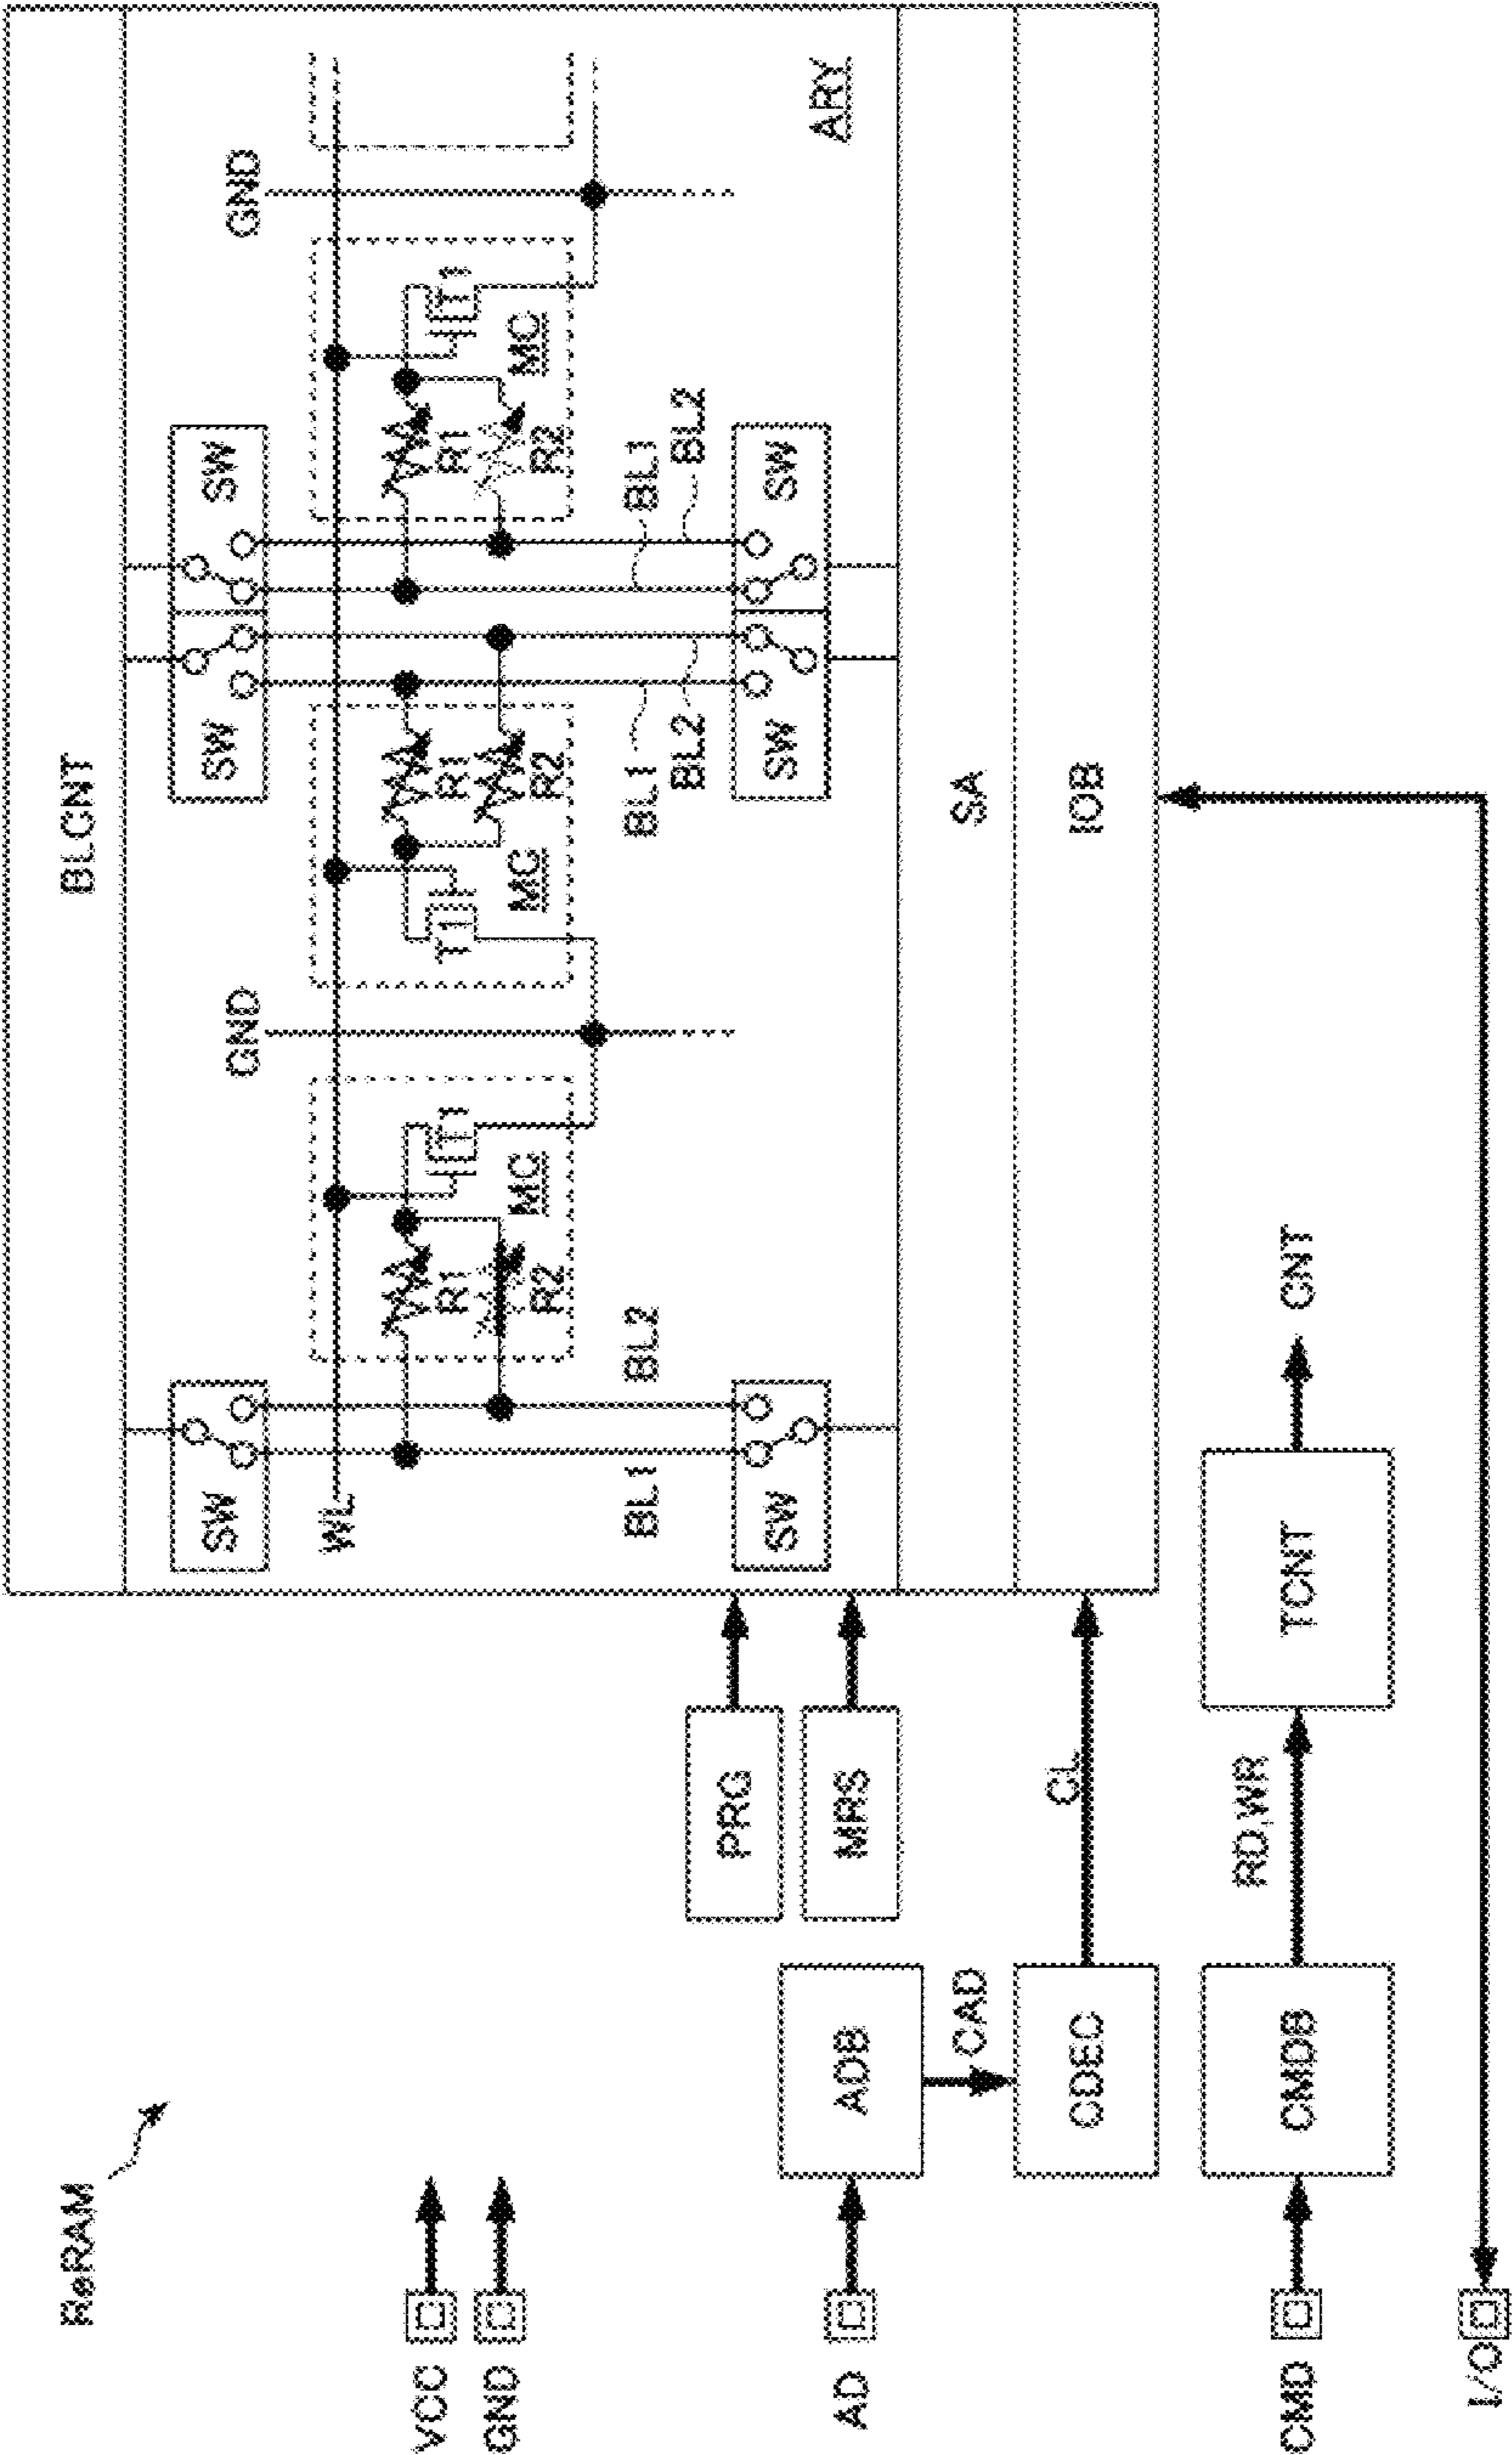 ReRAM
BLCNT
SW
SW
SW
GND
GND
WL
VCC
R1
T1
T1
R1
R1
T1
GND
MC
MC
MC
R2
R2
R2
BL1
BL2
BL1
BL1
BL2
BL2
PRG
SW
SW
SW
ARY
AD
ADB
MRS
CAD
SA
CL
CDEC
IOB
RD,WR
CMD
CMDB
TCNT
CNT
I/O